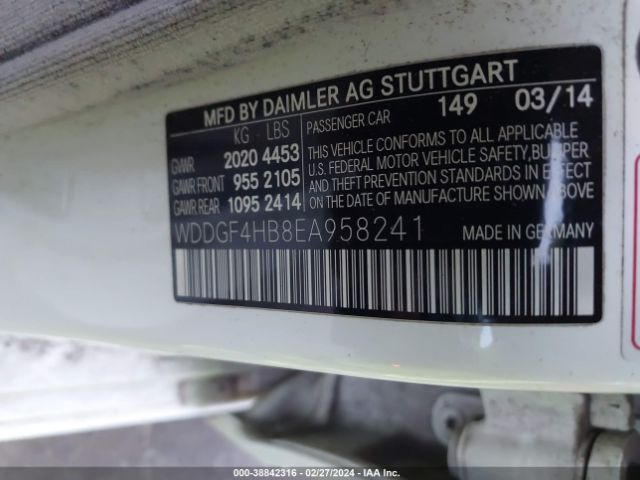 MFD BY DAIMLER AG STUTTGART
KG - LBS PASSENGER CAR 149 03/14
GVWR 2020 4453
GAWR FRONT 955 2105
GAWR REAR 1095 2414
THIS VEHICLE CONFORMS TO ALL APPLICABLE
U.S. FEDERAL MOTOR VEHICLE SAFETY, BUMPER
AND THEFT PREVENTION STANDARDS IN EFFECT
ON THE DATE OF MANUFACTURE SHOWN ABOVE
WDDGF4HB8EA958241 MADE IN GERMANY
000-38842316 - 02/27/2024 - IAA Inc.